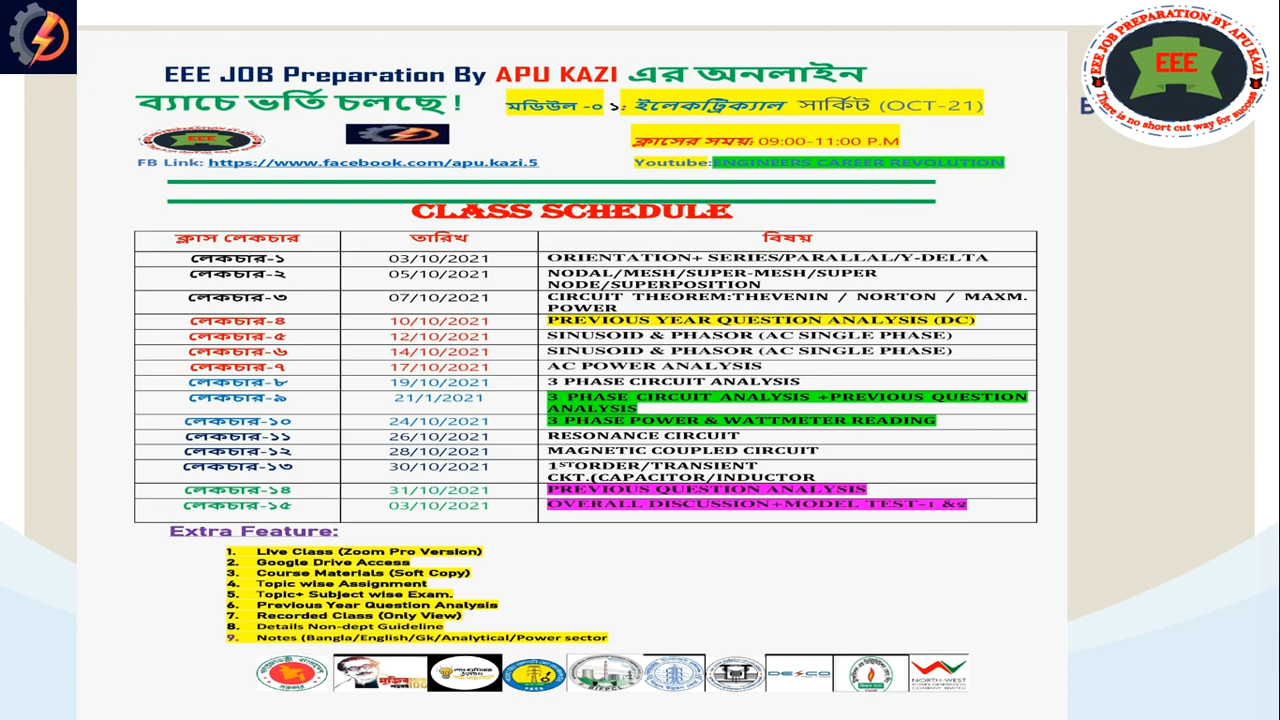 EEE JOB Preparation By APU KAZI এর অনলাইন
ব্যাচে ভর্তি চলছে !
মডিউল -০ ১: ইলেকট্রিক্যাল সার্কিট (OCT-21)
ক্লাসের সময়: 09:00-11:00 P.M
FB Link: https://www.facebook.com/apu.kazi.5
Youtube:ENGINEERS CAREER REVOLUTION
CLASS SCHEDULE
ক্লাস লেকচার তারিখ বিষয়
লেকচার-১ 03/10/2021 ORIENTATION+ SERIES/PARALLAL/Y-DELTA
লেকচার-২ 05/10/2021 NODAL/MESH/SUPER-MESH/SUPER
NODE/SUPERPOSITION
লেকচার-৩ 07/10/2021 CIRCUIT THEOREM:THEVENIN / NORTON / MAXM.
POWER
লেকচার-৪ 10/10/2021 PREVIOUS YEAR QUESTION ANALYSIS (DC)
লেকচার-৫ 12/10/2021 SINUSOID & PHASOR (AC SINGLE PHASE)
লেকচার-৬ 14/10/2021 SINUSOID & PHASOR (AC SINGLE PHASE)
লেকচার-৭ 17/10/2021 AC POWER ANALYSIS
লেকচার-৮ 19/10/2021 3 PHASE CIRCUIT ANALYSIS
লেকচার-৯ 21/1/2021 3 PHASE CIRCUIT ANALYSIS +PREVIOUS QUESTION
ANALYSIS
লেকচার-১০ 24/10/2021 3 PHASE POWER & WATTMETER READING
লেকচার-১১ 26/10/2021 RESONANCE CIRCUIT
লেকচার-১২ 28/10/2021 MAGNETIC COUPLED CIRCUIT
লেকচার-১৩ 30/10/2021 1STORDER/TRANSIENT
CKT.(CAPACITOR/INDUCTOR
লেকচার-১৪ 31/10/2021 PREVIOUS QUESTION ANALYSIS
লেকচার-১৫ 03/10/2021 OVERALL DISCUSSION+MODEL TEST-1 &2
Extra Feature:
1. Live Class (Zoom Pro Version)
2. Google Drive Access
3. Course Materials (Soft Copy)
4. Topic wise Assignment
5. Topic+ Subject wise Exam.
6. Previous Year Question Analysis
7. Recorded Class (Only View)
8. Details Non-dept Guideline
9. Notes (Bangla/English/Gk/Analytical/Power sector
DESCO
NORTH-WEST
POWER GENERATION
COMPANY LIMITED
EEE JOB PREPARATION BY APU KAZI
EEE
There is no short cut way for success